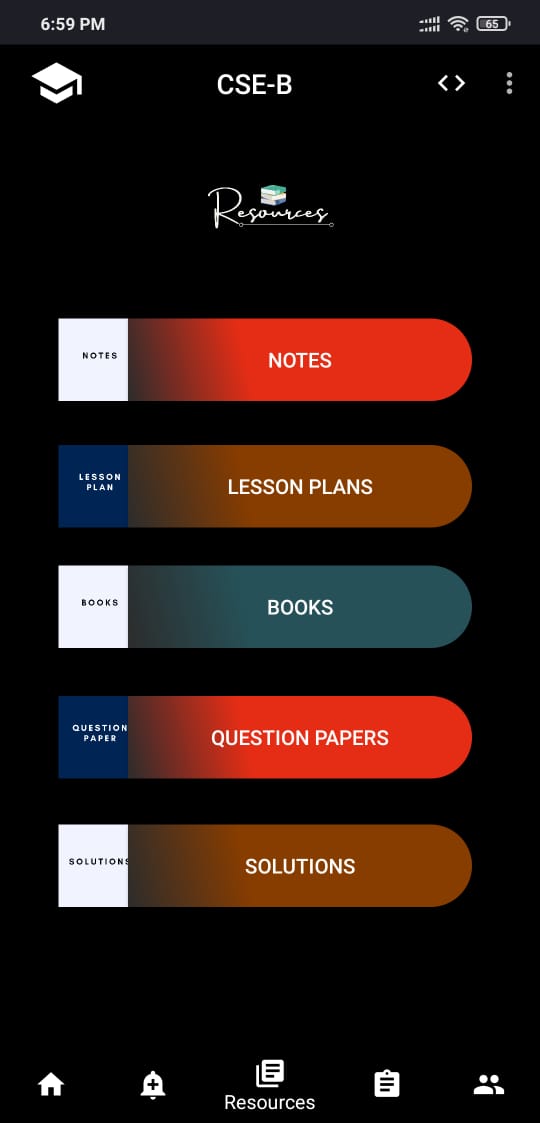 6:59 PM
65
CSE-B
Resources
NOTES
NOTES
LESSON
PLAN
LESSON PLANS
BOOKS
BOOKS
QUESTION
PAPER
QUESTION PAPERS
SOLUTIONS
SOLUTIONS
Resources